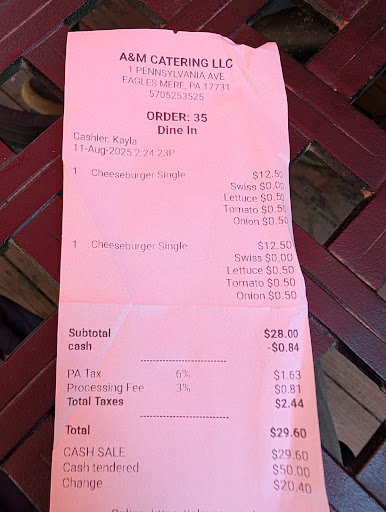 A&M CATERING LLC
1 PENNSYLVANIA AVE
EAGLES MERE, PA 17731
5705253525
ORDER: 35
Dine In
Cashier: Kayla
11-Aug-2025 2:24:23P
1 Cheeseburger Single $12.50
Swiss $0.00
Lettuce $0.50
Tomato $0.50
Onion $0.50
1 Cheeseburger Single $12.50
Swiss $0.00
Lettuce $0.50
Tomato $0.50
Onion $0.50
Subtotal $28.00
cash -$0.84
PA Tax 6% $1.63
Processing Fee 3% $0.81
Total Taxes $2.44
Total $29.60
CASH SALE $29.60
Cash tendered $50.00
Change $20.40